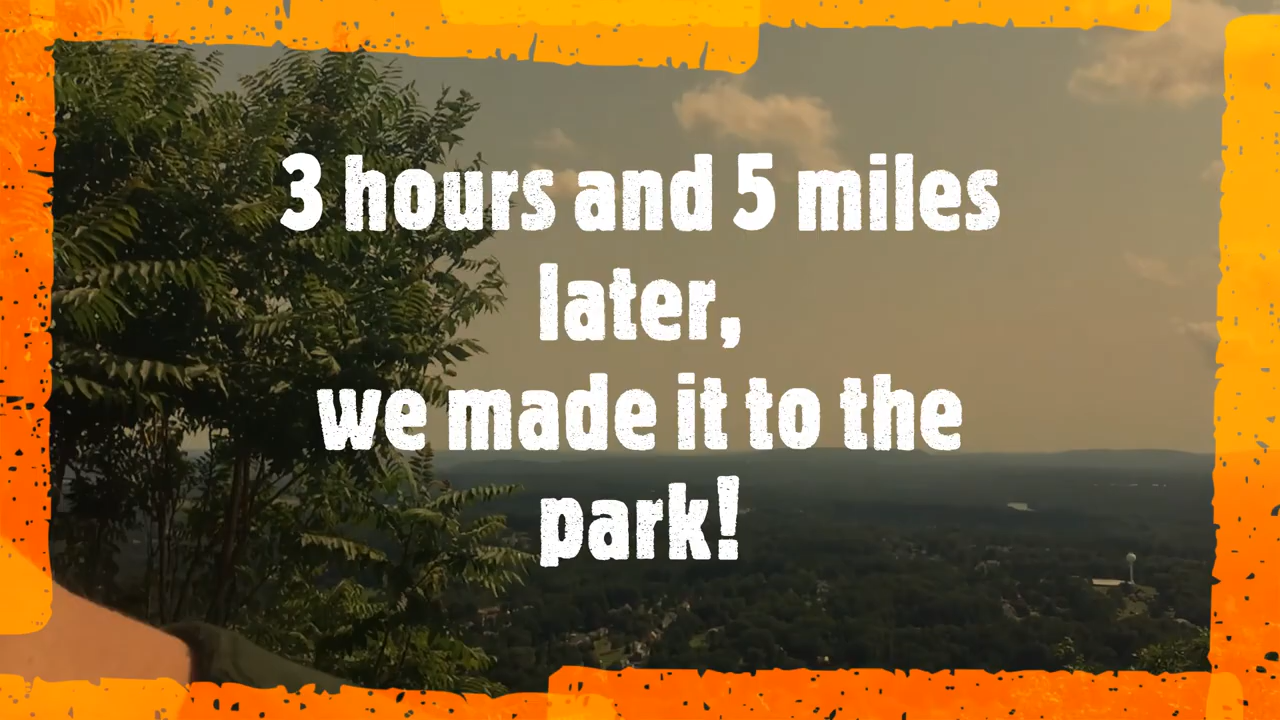 3 hours and 5 miles
later,
we made it to the
park!